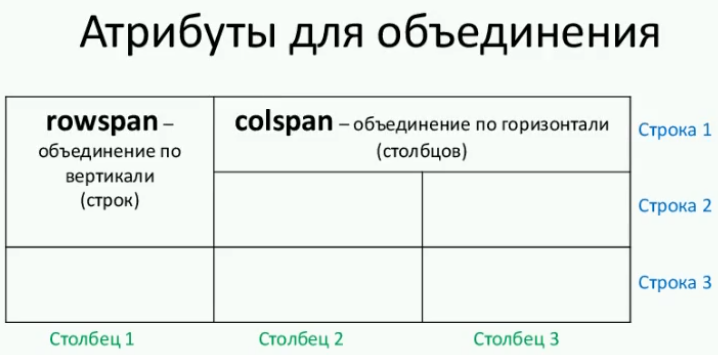 Атрибуты для объединения
rowspan –
объединение по
вертикали
(строк)
colspan – объединение по горизонтали
(столбцов)
Строка 1
Строка 2
Строка 3
Столбец 1
Столбец 2
Столбец 3